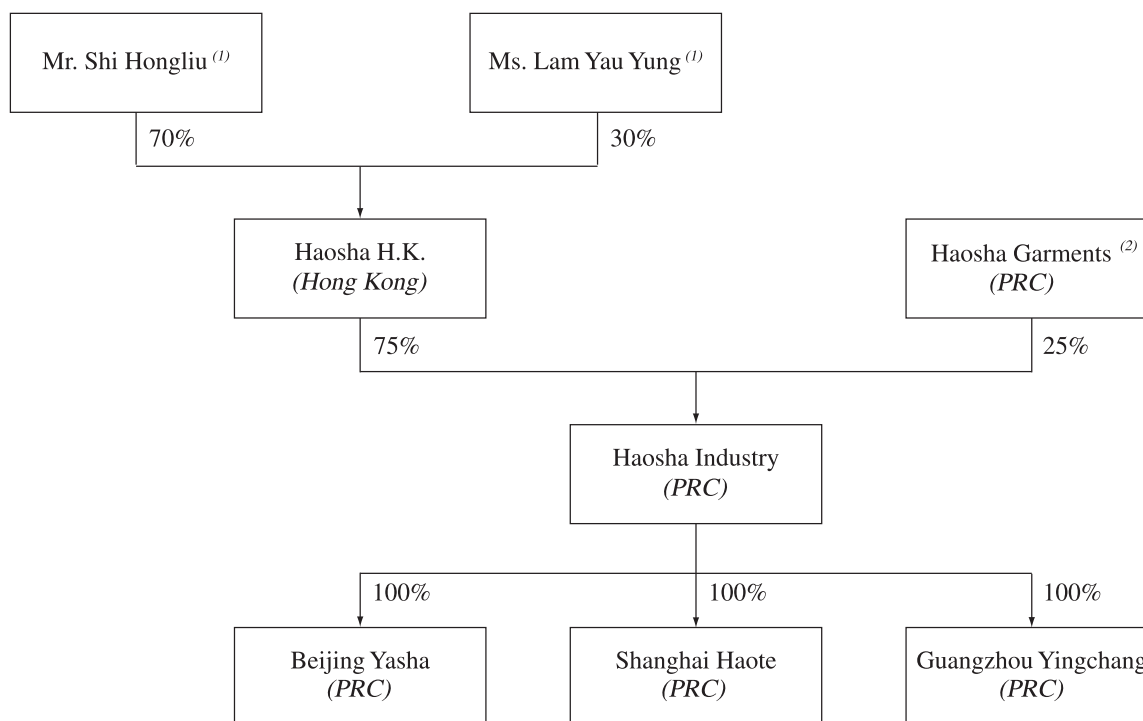 Mr. Shi Hongliu (1)
Ms. Lam Yau Yung (1)
70%
30%
Haosha H.K.
(Hong Kong)
Haosha Garments (2)
(PRC)
75%
25%
Haosha Industry
(PRC)
100%
100%
100%
Beijing Yasha
(PRC)
Shanghai Haote
(PRC)
Guangzhou Yingchang
(PRC)